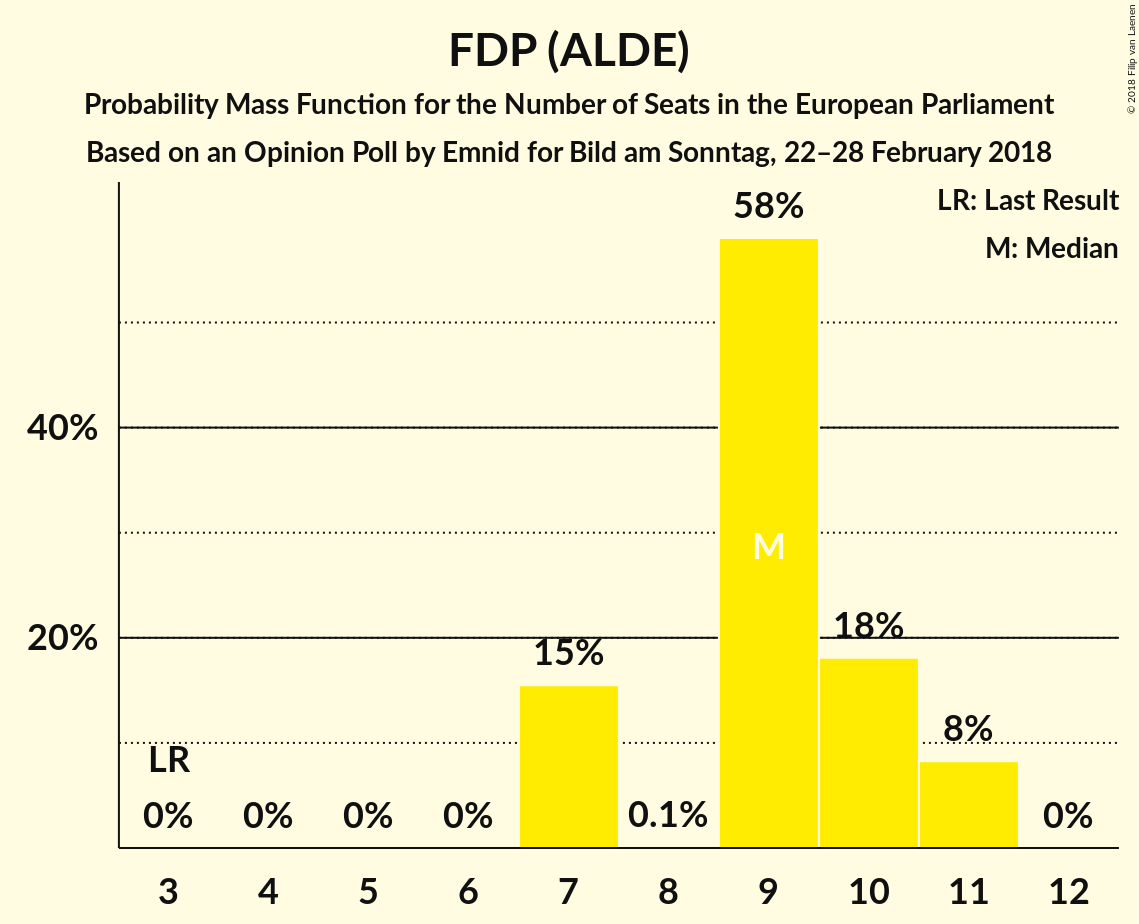 FDP (ALDE)
Probability Mass Function for the Number of Seats in the European Parliament
Based on an Opinion Poll by Emnid for Bild am Sonntag, 22–28 February 2018
© 2018 Filip van Laenen
LR: Last Result
M: Median
58%
40%
M
20%
18%
15%
8%
LR
0% 0% 0% 0% 0.1% 0%
3 4 5 6 7 8 9 10 11 12